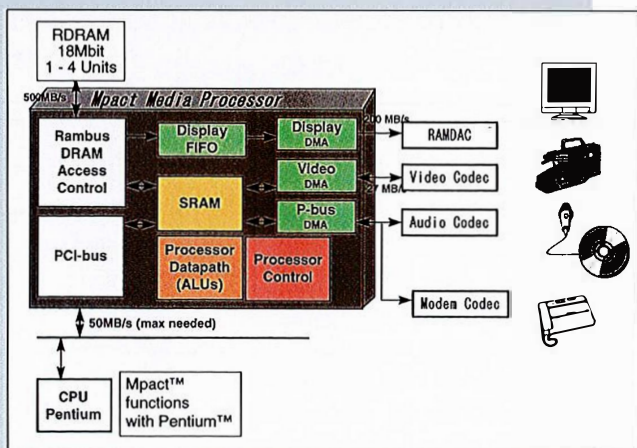 RDRAM
18Mbit
1 - 4 Units
500MB/s
Mpact Media Processor
200 MB/s
Rambus
DRAM
Access
Control
Display
FIFO
Display
DMA
RAMDAC
Video
DMA
27 MB/s
Video Codec
SRAM
P-bus
DMA
Audio Codec
PCI-bus
Processor
Datapath
(ALUs)
Processor
Control
Modem Codec
50MB/s (max needed)
CPU
Pentium
Mpact™
functions
with Pentium™